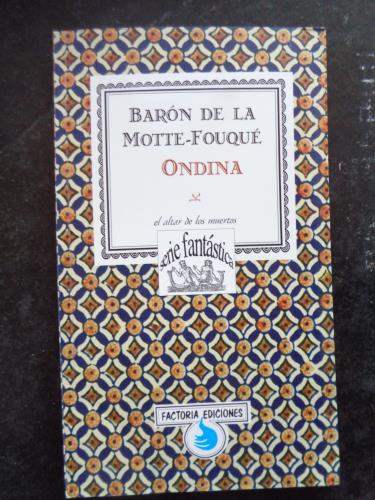 BARÓN DE LA
MOTTE-FOUQUÉ
ONDINA
el altar de los muertos
serie fantástica
FACTORIA EDICIONES